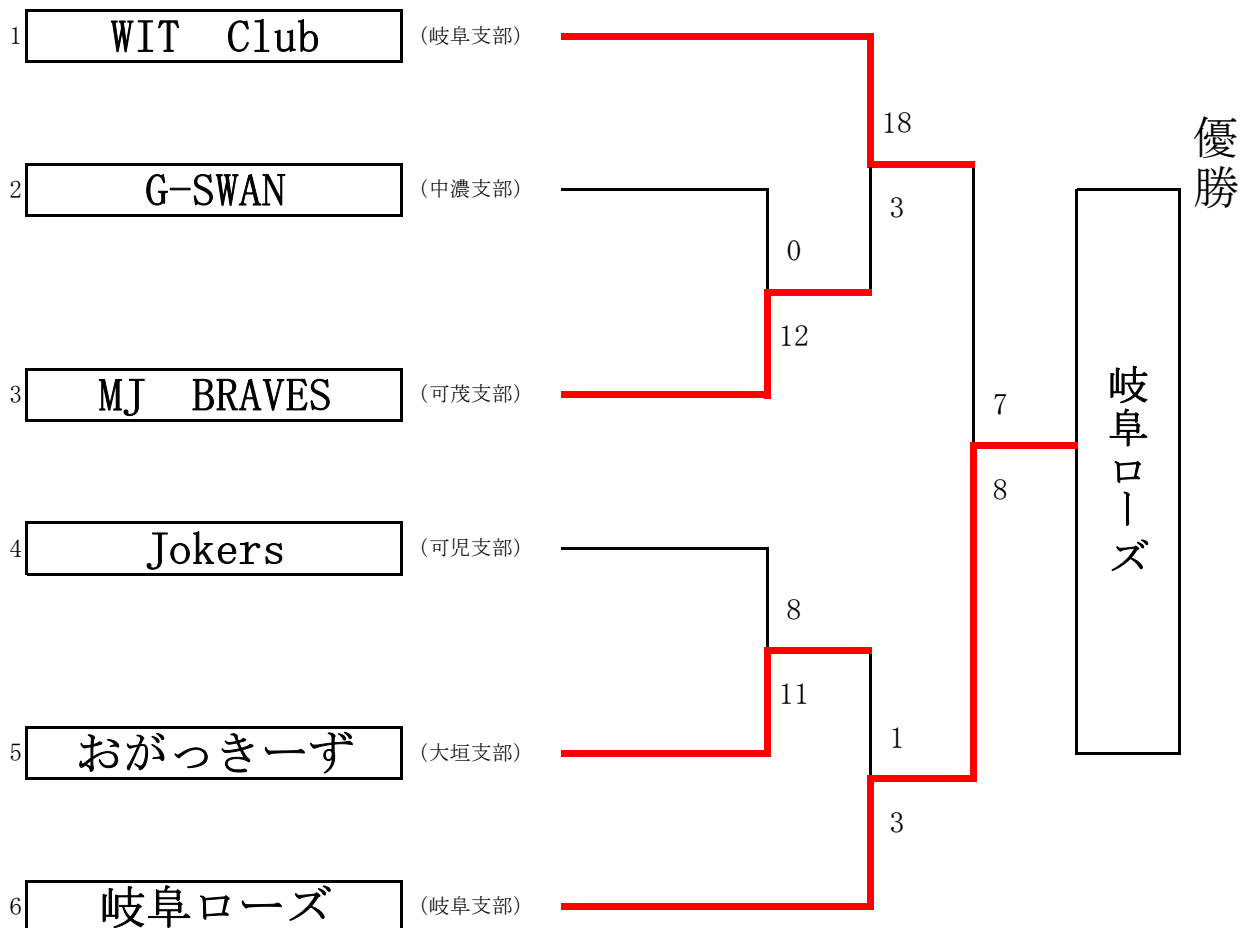 1 WIT　Club （岐阜支部）
18
優勝
2 G-SWAN （中濃支部）
3
0
12
3 MJ　BRAVES （可茂支部）
7
岐阜ローズ
8
4 Jokers （可児支部）
8
11
5 おがっきーず （大垣支部）
1
3
6 岐阜ローズ （岐阜支部）